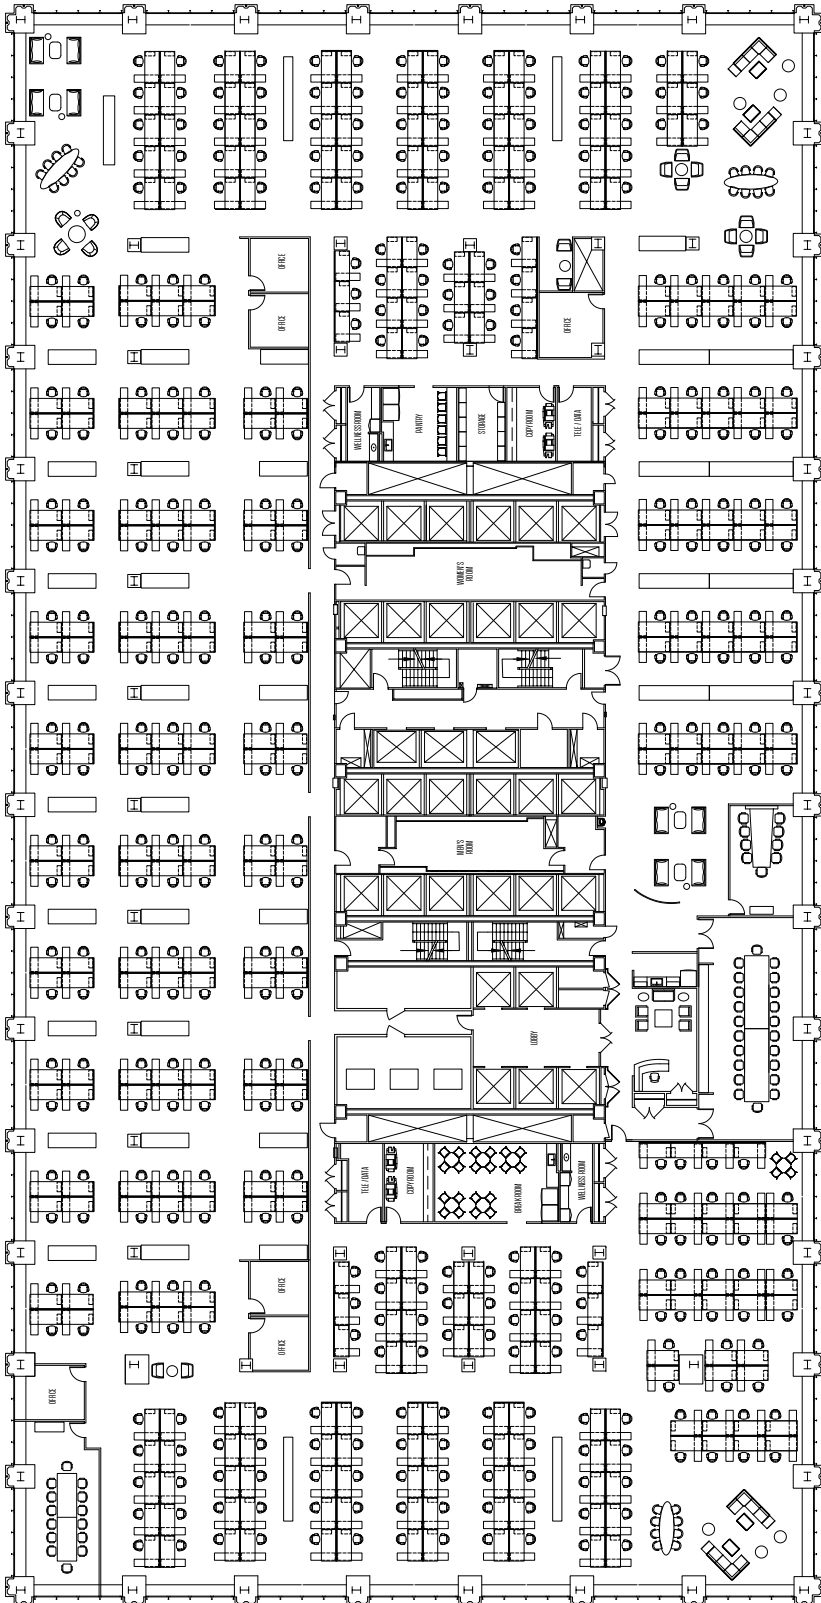 OFFICE
OFFICE
OFFICE
WELLNESS ROOM
PANTRY
STORAGE
COPY ROOM
TELE / DATA
WOMEN'S
ROOM
MEN'S
ROOM
LOBBY
TELE / DATA
COPY ROOM
BREAK ROOM
WELLNESS ROOM
OFFICE
OFFICE
OFFICE